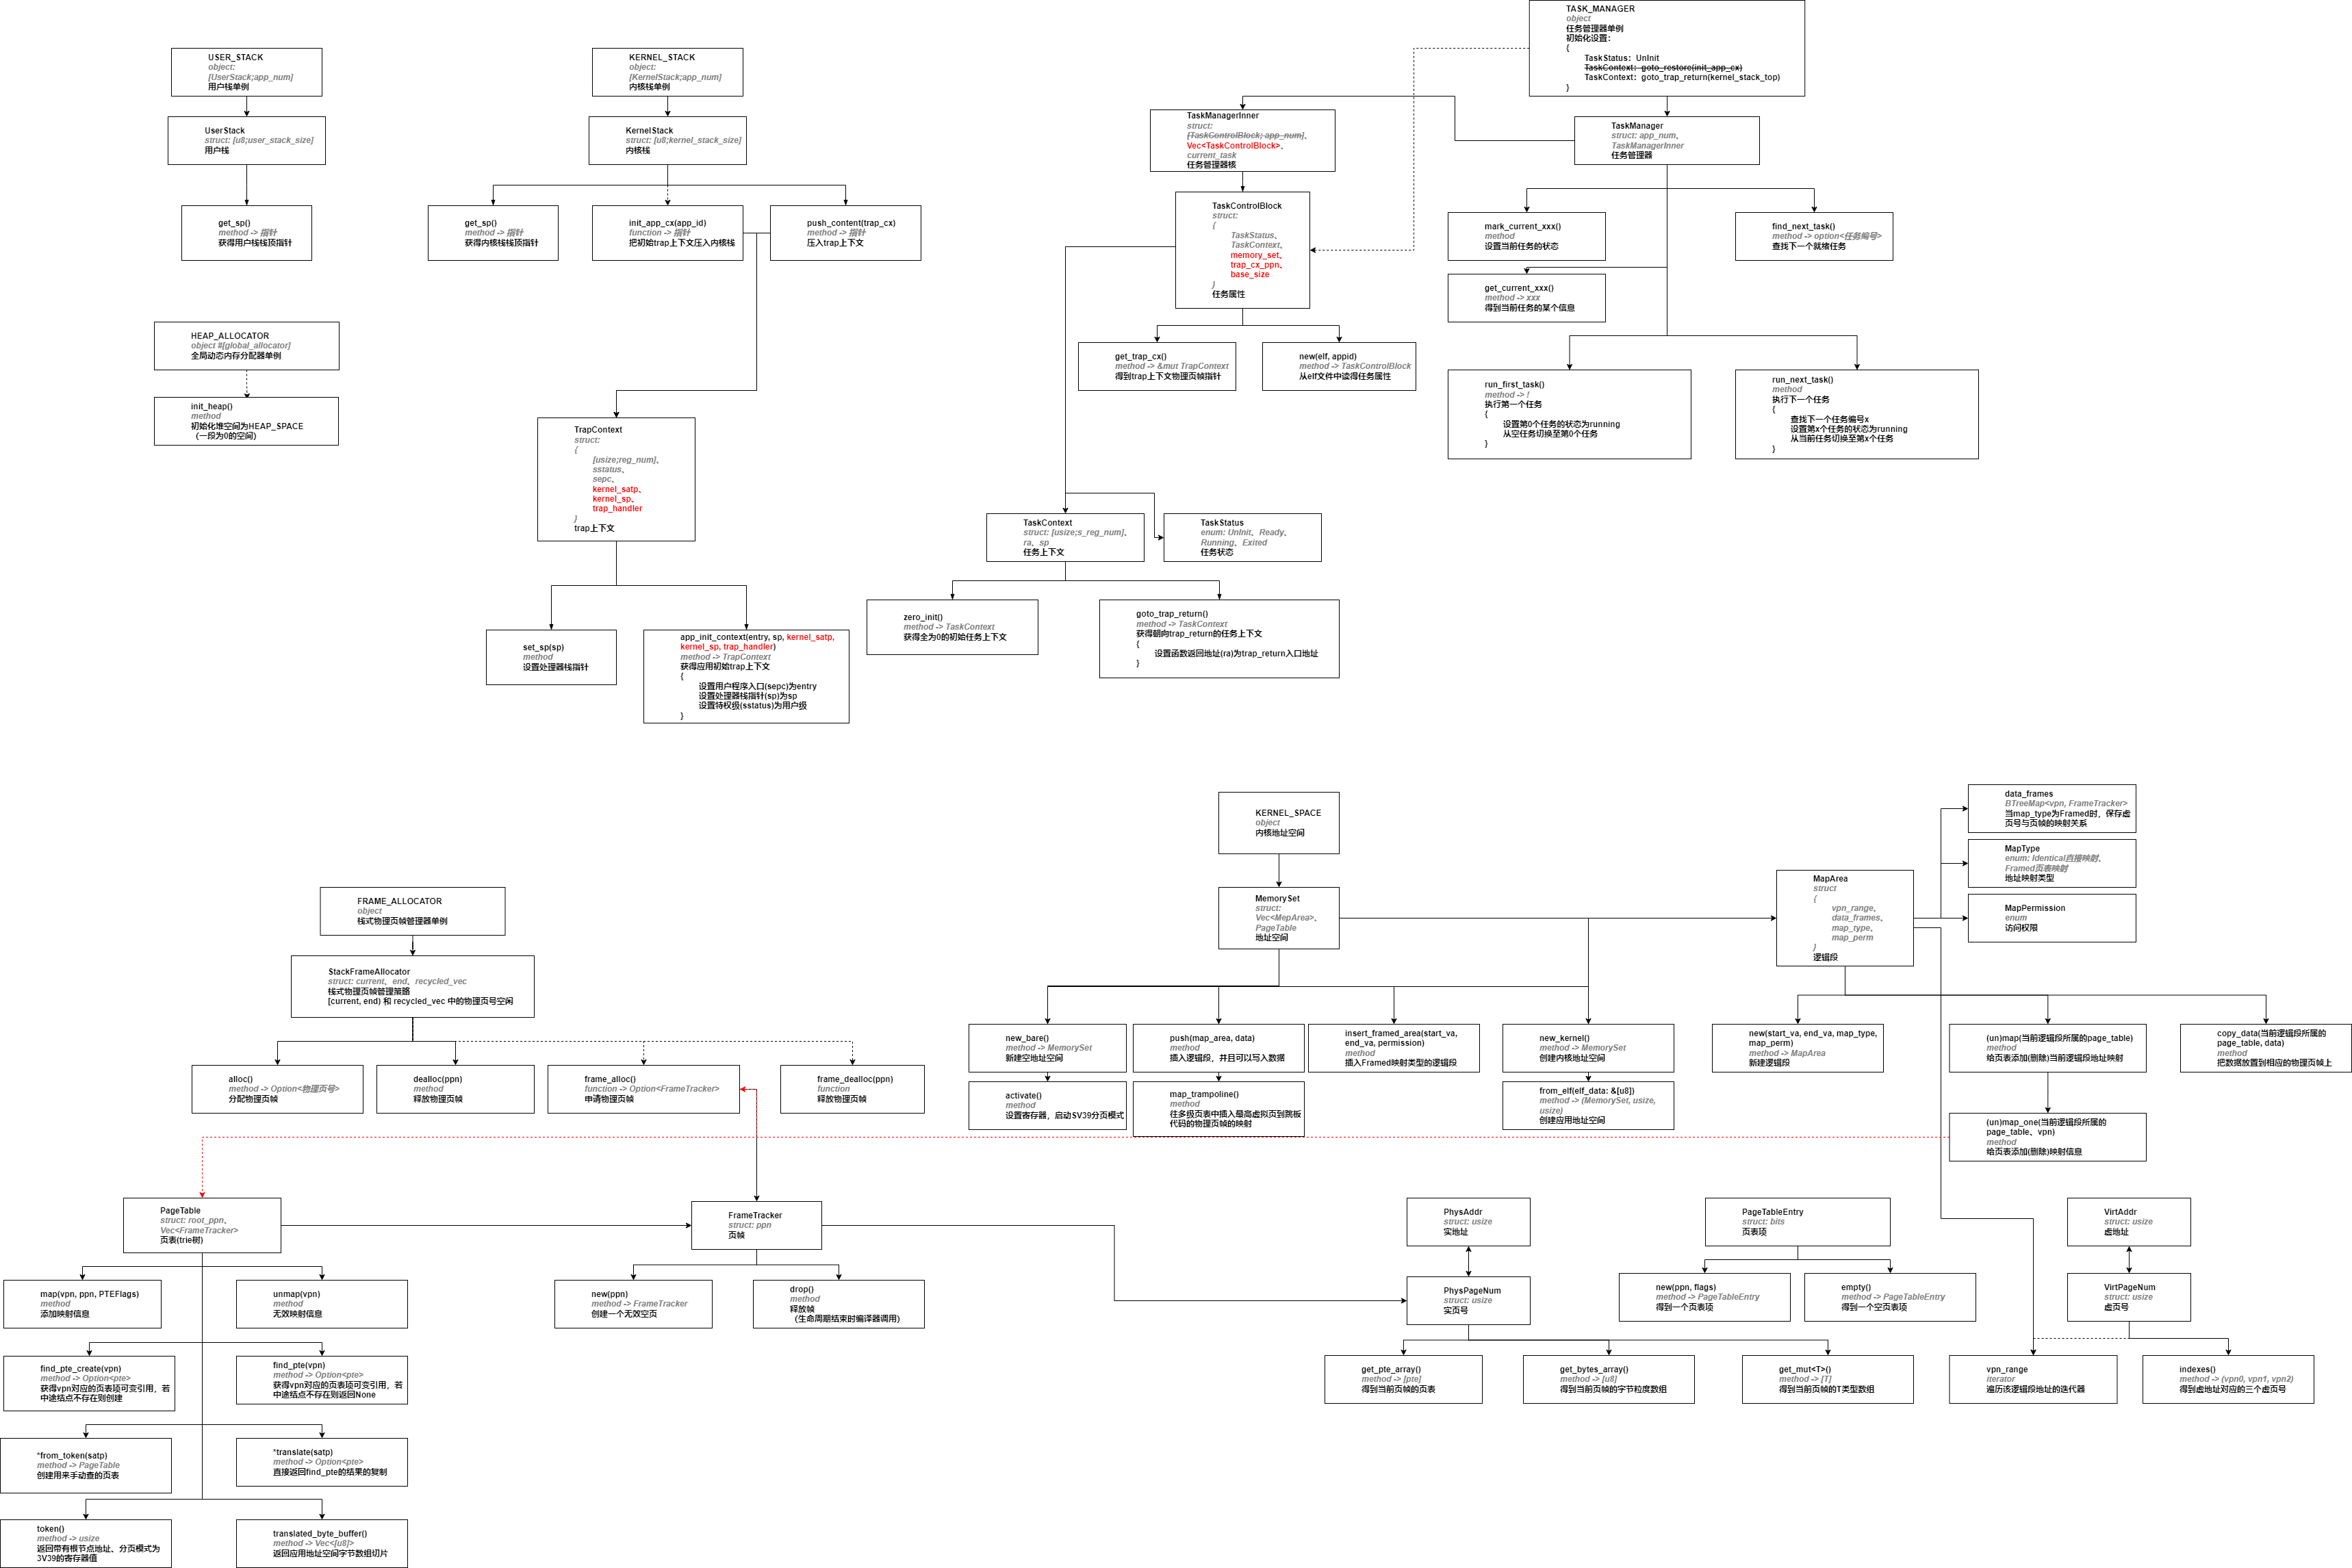 USER_STACK
object:
[UserStack;app_num]
用户栈单例
UserStack
struct: [u8;user_stack_size]
用户栈
get_sp()
method -> 指针
获得用户栈栈顶指针
HEAP_ALLOCATOR
object #[global_allocator]
全局动态内存分配器单例
init_heap()
method
初始化堆空间为HEAP_SPACE
（一段为0的空间）
KERNEL_STACK
object:
[KernelStack;app_num]
内核栈单例
KernelStack
struct: [u8;kernel_stack_size]
内核栈
get_sp()
method -> 指针
获得内核栈栈顶指针
init_app_cx(app_id)
function -> 指针
把初始trap上下文压入内核栈
push_content(trap_cx)
method -> 指针
压入trap上下文
TrapContext
struct:
{
[usize;reg_num]、
sstatus、
sepc、
kernel_satp、
kernel_sp、
trap_handler
}
trap上下文
set_sp(sp)
method
设置处理器栈指针
app_init_context(entry, sp, kernel_satp,
kernel_sp, trap_handler)
method -> TrapContext
获得应用初始trap上下文
{
设置用户程序入口(sepc)为entry
设置处理器栈指针(sp)为sp
设置特权级(sstatus)为用户级
}
TASK_MANAGER
object
任务管理器单例
初始化设置：
{
TaskStatus：UnInit
TaskContext：goto_restore(init_app_cx)
TaskContext：goto_trap_return(kernel_stack_top)
}
TaskManagerInner
struct:
[TaskControlBlock; app_num]、
Vec<TaskControlBlock>、
current_task
任务管理器核
TaskManager
struct: app_num、
TaskManagerInner
任务管理器
TaskControlBlock
struct:
{
TaskStatus、
TaskContext、
memory_set、
trap_cx_ppn、
base_size
}
任务属性
get_trap_cx()
method -> &mut TrapContext
得到trap上下文物理页帧指针
new(elf, appid)
method -> TaskControlBlock
从elf文件中读得任务属性
mark_current_xxx()
method
设置当前任务的状态
find_next_task()
method -> option<任务编号>
查找下一个就绪任务
get_current_xxx()
method -> xxx
得到当前任务的某个信息
run_first_task()
method -> !
执行第一个任务
{
设置第0个任务的状态为running
从空任务切换至第0个任务
}
run_next_task()
method
执行下一个任务
{
查找下一个任务编号x
设置第x个任务的状态为running
从当前任务切换至第x个任务
}
TaskContext
struct: [usize;s_reg_num]、
ra、sp
任务上下文
TaskStatus
enum: UnInit、Ready、
Running、Exited
任务状态
zero_init()
method -> TaskContext
获得全为0的初始任务上下文
goto_trap_return()
method -> TaskContext
获得朝向trap_return的任务上下文
{
设置函数返回地址(ra)为trap_return入口地址
}
KERNEL_SPACE
object
内核地址空间
MemorySet
struct:
Vec<MepArea>、
PageTable
地址空间
MapArea
struct
{
vpn_range、
data_frames、
map_type、
map_perm
}
逻辑段
data_frames
BTreeMap<vpn, FrameTracker>
当map_type为Framed时，保存虚
页号与页帧的映射关系
MapType
enum: Identical直接映射、
Framed页表映射
地址映射类型
MapPermission
enum
访问权限
new_bare()
method -> MemorySet
新建空地址空间
push(map_area, data)
method
插入逻辑段，并且可以写入数据
insert_framed_area(start_va,
end_va, permission)
method
插入Framed映射类型的逻辑段
new_kernel()
method -> MemorySet
创建内核地址空间
activate()
method
设置寄存器，启动SV39分页模式
map_trampoline()
method
往多级页表中插入最高虚拟页到跳板
代码的物理页帧的映射
from_elf(elf_data: &[u8])
method -> (MemorySet, usize,
usize)
创建应用地址空间
new(start_va, end_va, map_type,
map_perm)
method -> MapArea
新建逻辑段
(un)map(当前逻辑段所属的page_table)
method
给页表添加(删除)当前逻辑段地址映射
copy_data(当前逻辑段所属的
page_table, data)
method
把数据放置到相应的物理页帧上
(un)map_one(当前逻辑段所属的
page_table、vpn)
method
给页表添加(删除)映射信息
FRAME_ALLOCATOR
object
栈式物理页帧管理器单例
StackFrameAllocator
struct: current、end、recycled_vec
栈式物理页帧管理策略
[current, end) 和 recycled_vec 中的物理页号空闲
alloc()
method -> Option<物理页号>
分配物理页帧
dealloc(ppn)
method
释放物理页帧
frame_alloc()
function -> Option<FrameTracker>
申请物理页帧
frame_dealloc(ppn)
function
释放物理页帧
PageTable
struct: root_ppn、
Vec<FrameTracker>
页表(trie树)
FrameTracker
struct: ppn
页帧
map(vpn, ppn, PTEFlags)
method
添加映射信息
unmap(vpn)
method
无效映射信息
find_pte_create(vpn)
method -> Option<pte>
获得vpn对应的页表项可变引用，若
中途结点不存在则创建
find_pte(vpn)
method -> Option<pte>
获得vpn对应的页表项可变引用，若
中途结点不存在则返回None
*from_token(satp)
method -> PageTable
创建用来手动查的页表
*translate(satp)
method -> Option<pte>
直接返回find_pte的结果的复制
token()
method -> usize
返回带有根节点地址、分页模式为
3V39的寄存器值
translated_byte_buffer()
method -> Vec<[u8]>
返回应用地址空间字节数组切片
new(ppn)
method -> FrameTracker
创建一个无效空页
drop()
method
释放帧
（生命周期结束时编译器调用）
PhysAddr
struct: usize
实地址
PhysPageNum
struct: usize
实页号
get_pte_array()
method -> [pte]
得到当前页帧的页表
get_bytes_array()
method -> [u8]
得到当前页帧的字节粒度数组
get_mut<T>()
method -> [T]
得到当前页帧的T类型数组
PageTableEntry
struct: bits
页表项
new(ppn, flags)
method -> PageTableEntry
得到一个页表项
empty()
method -> PageTableEntry
得到一个空页表项
VirtAddr
struct: usize
虚地址
VirtPageNum
struct: usize
虚页号
vpn_range
iterator
遍历该逻辑段地址的迭代器
indexes()
method -> (vpn0, vpn1, vpn2)
得到虚地址对应的三个虚页号